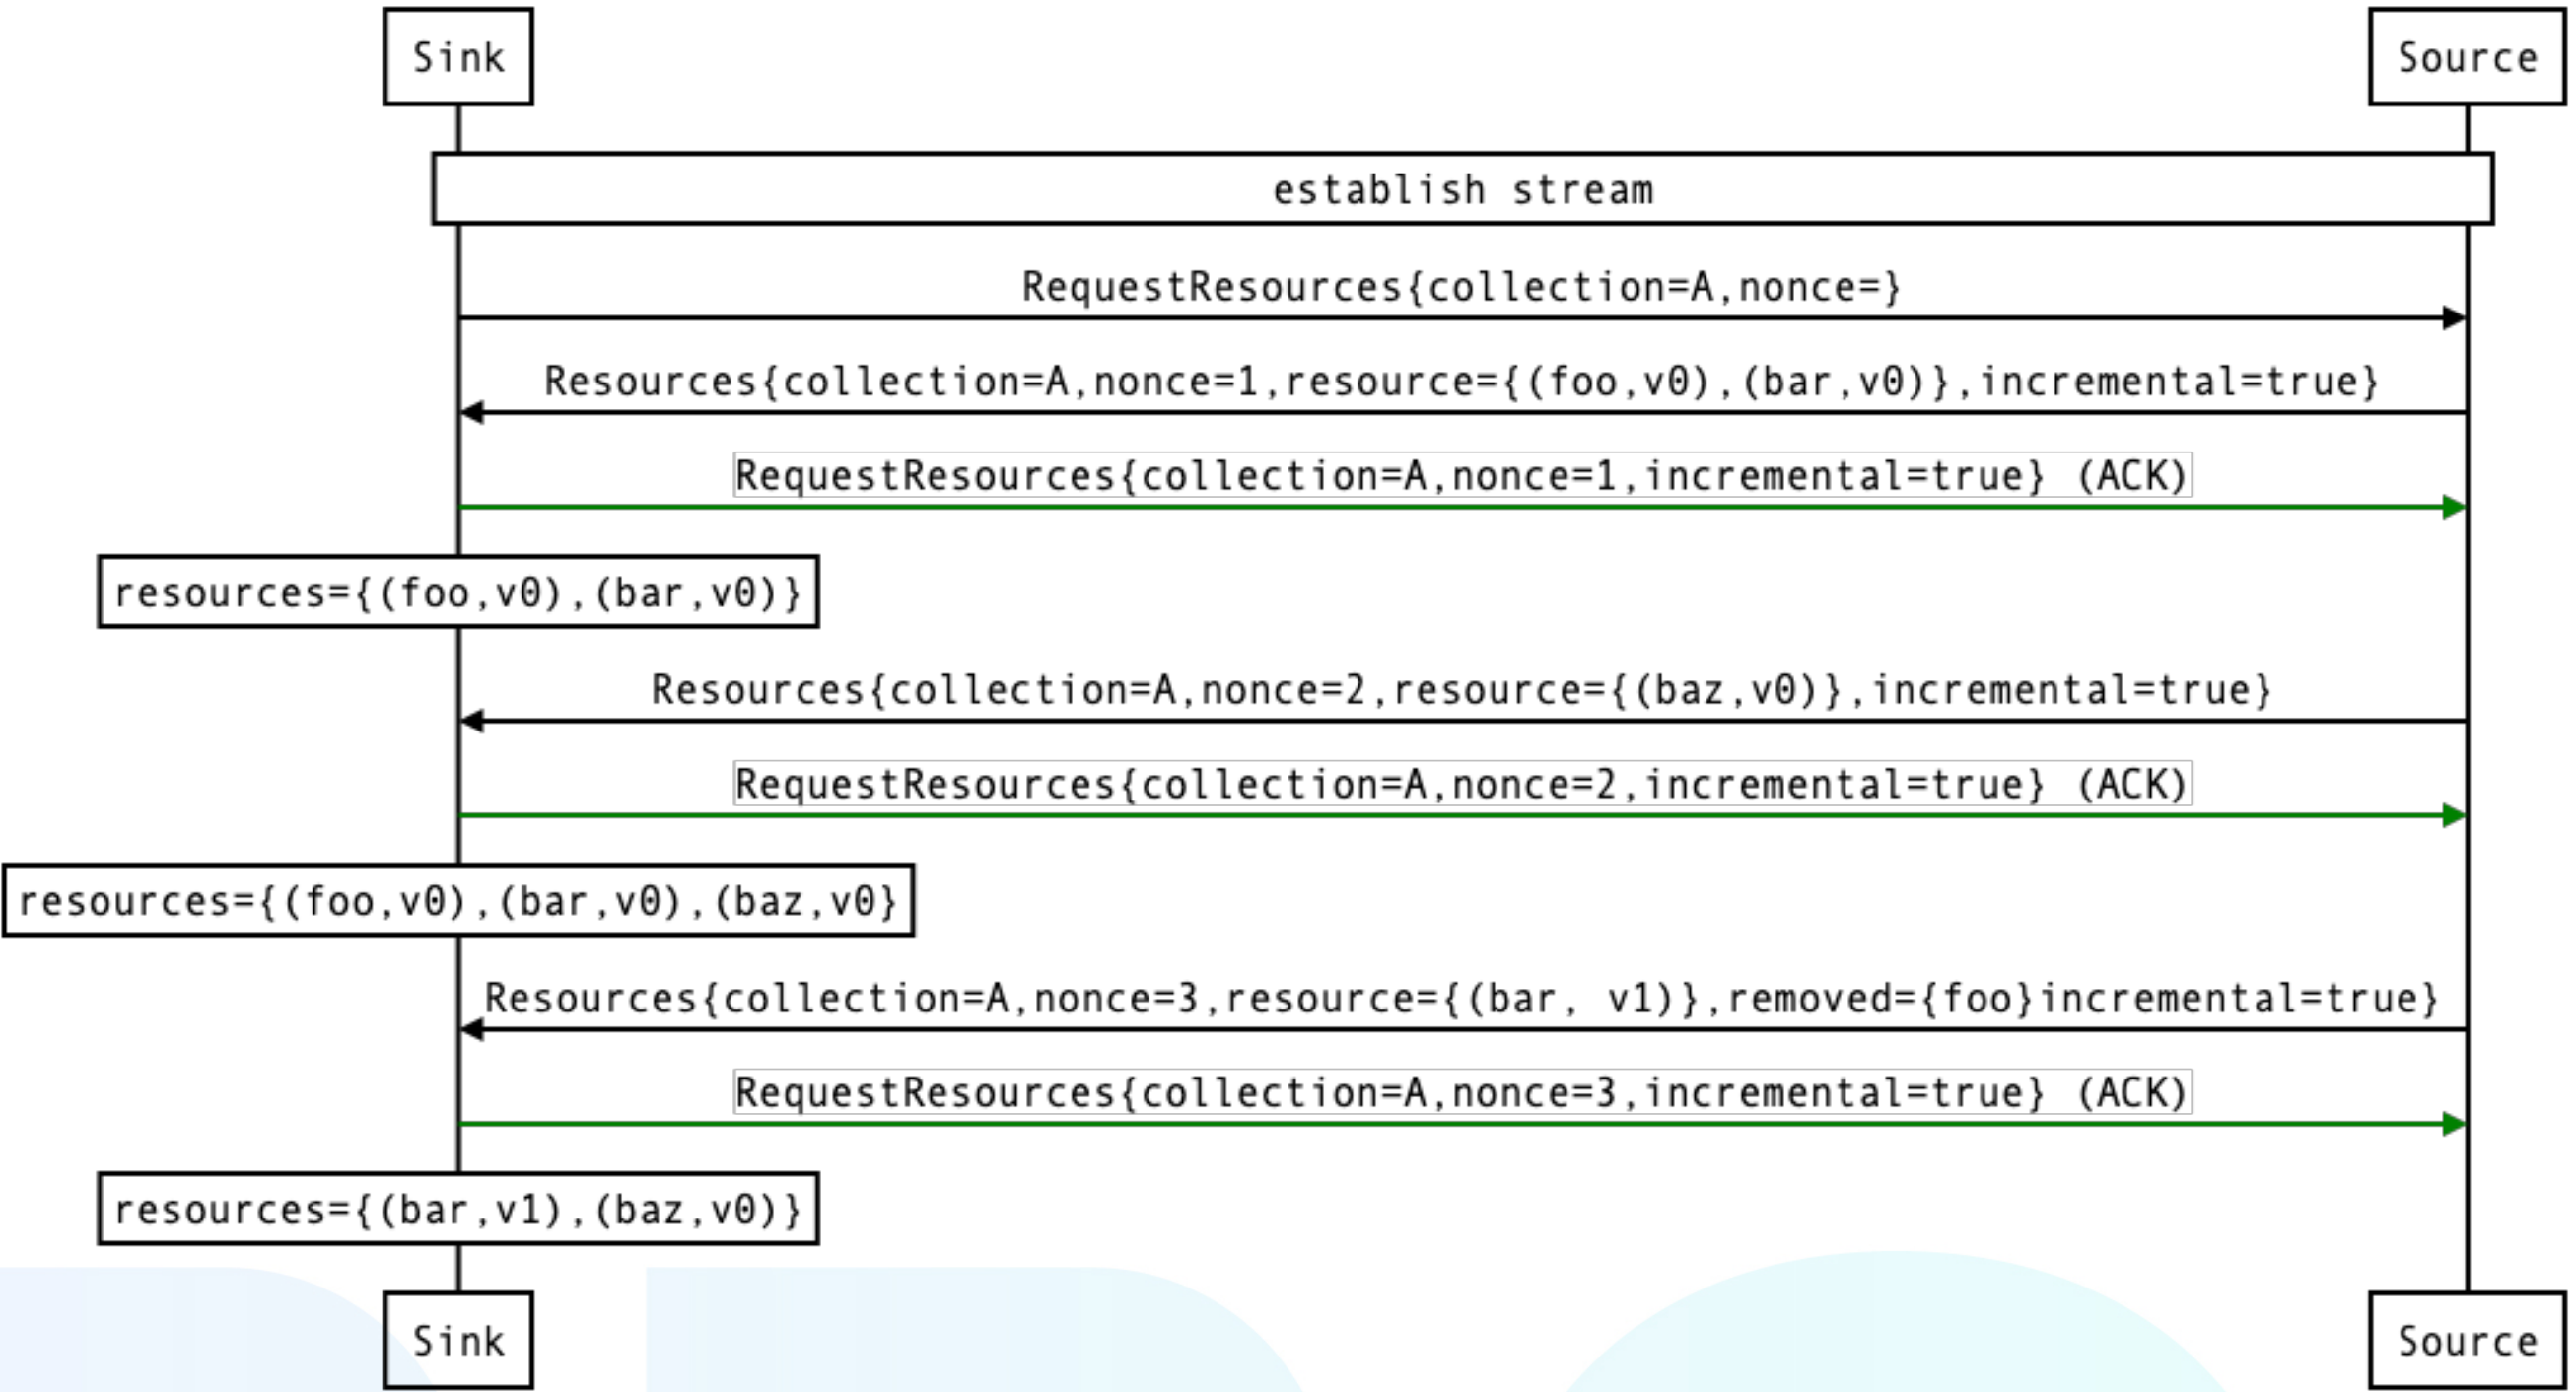 Sink
Source
establish stream
RequestResources{collection=A,nonce=}
Resources{collection=A,nonce=1,resource={(foo,v0),(bar,v0)},incremental=true}
RequestResources{collection=A,nonce=1,incremental=true} (ACK)
resources={(foo,v0),(bar,v0)}
Resources{collection=A,nonce=2,resource={(baz,v0)},incremental=true}
RequestResources{collection=A,nonce=2,incremental=true} (ACK)
resources={(foo,v0),(bar,v0),(baz,v0}
Resources{collection=A,nonce=3,resource={(bar, v1)},removed={foo}incremental=true}
RequestResources{collection=A,nonce=3,incremental=true} (ACK)
resources={(bar,v1),(baz,v0)}
Sink
Source